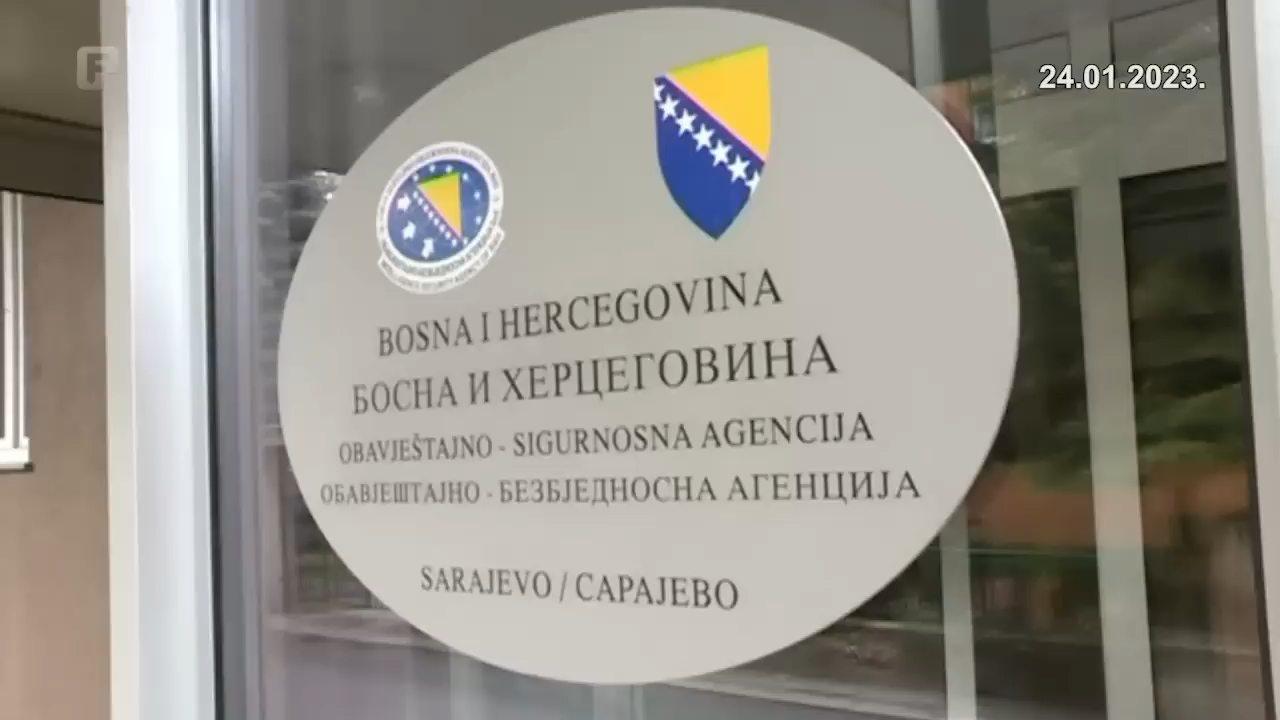 F
24.01.2023.
BOSNA I HERCEGOVINA
БОСНА И ХЕРЦЕГОВИНА
OBAVJEŠTAJNO - SIGURNOSNA AGENCIJA
ОБАВЈЕШТАЈНО - БЕЗБЈЕДНОСНА АГЕНЦИЈА
SARAJEVO / САРАЈЕВО